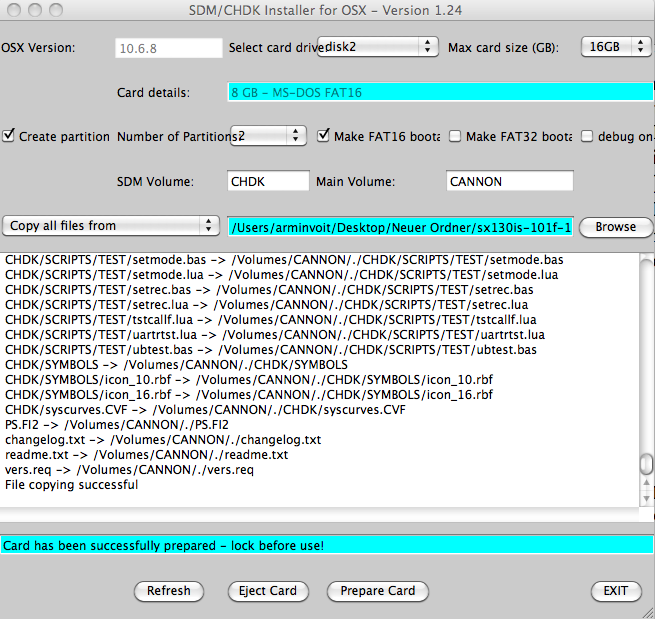 SDM/CHDK Installer for OSX - Version 1.24
OSX Version: 10.6.8 Select card drive disk2 Max card size (GB): 16GB
Card details: 8 GB - MS-DOS FAT16
Create partition Number of Partitions: 2 Make FAT16 boota Make FAT32 boota debug on
SDM Volume: CHDK Main Volume: CANNON
Copy all files from /Users/arminvoit/Desktop/Neuer Ordner/sx130is-101f-1 Browse
CHDK/SCRIPTS/TEST/setmode.bas -> /Volumes/CANNON/./CHDK/SCRIPTS/TEST/setmode.bas
CHDK/SCRIPTS/TEST/setmode.lua -> /Volumes/CANNON/./CHDK/SCRIPTS/TEST/setmode.lua
CHDK/SCRIPTS/TEST/setrec.bas -> /Volumes/CANNON/./CHDK/SCRIPTS/TEST/setrec.bas
CHDK/SCRIPTS/TEST/setrec.lua -> /Volumes/CANNON/./CHDK/SCRIPTS/TEST/setrec.lua
CHDK/SCRIPTS/TEST/tstcallf.lua -> /Volumes/CANNON/./CHDK/SCRIPTS/TEST/tstcallf.lua
CHDK/SCRIPTS/TEST/uartrtst.lua -> /Volumes/CANNON/./CHDK/SCRIPTS/TEST/uartrtst.lua
CHDK/SCRIPTS/TEST/ubtest.bas -> /Volumes/CANNON/./CHDK/SCRIPTS/TEST/ubtest.bas
CHDK/SYMBOLS -> /Volumes/CANNON/./CHDK/SYMBOLS
CHDK/SYMBOLS/icon_10.rbf -> /Volumes/CANNON/./CHDK/SYMBOLS/icon_10.rbf
CHDK/SYMBOLS/icon_16.rbf -> /Volumes/CANNON/./CHDK/SYMBOLS/icon_16.rbf
CHDK/syscurves.CVF -> /Volumes/CANNON/./CHDK/syscurves.CVF
PS.FI2 -> /Volumes/CANNON/./PS.FI2
changelog.txt -> /Volumes/CANNON/./changelog.txt
readme.txt -> /Volumes/CANNON/./readme.txt
vers.req -> /Volumes/CANNON/./vers.req
File copying successful
Card has been successfully prepared - lock before use!
Refresh Eject Card Prepare Card EXIT